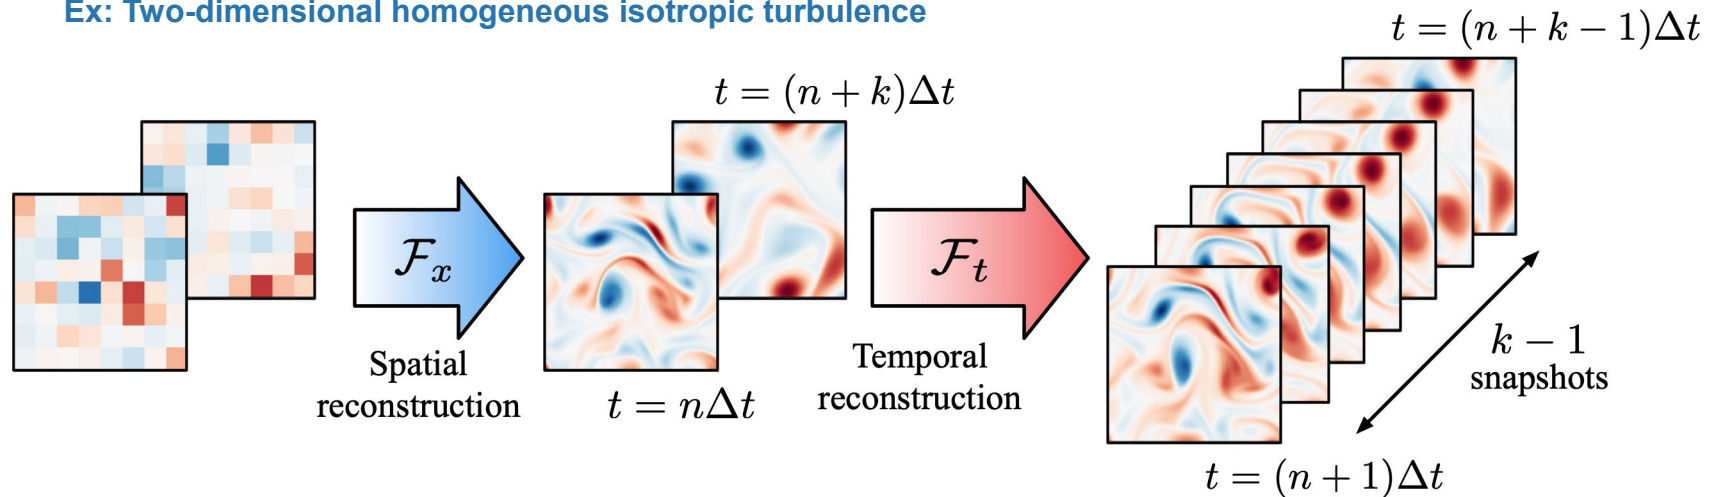 Ex: Two-dimensional homogeneous isotropic turbulence
t = (n + k − 1)Δt
t = (n + k)Δt
ℱx
ℱt
Spatial
reconstruction
t = nΔt
Temporal
reconstruction
k − 1
snapshots
t = (n + 1)Δt